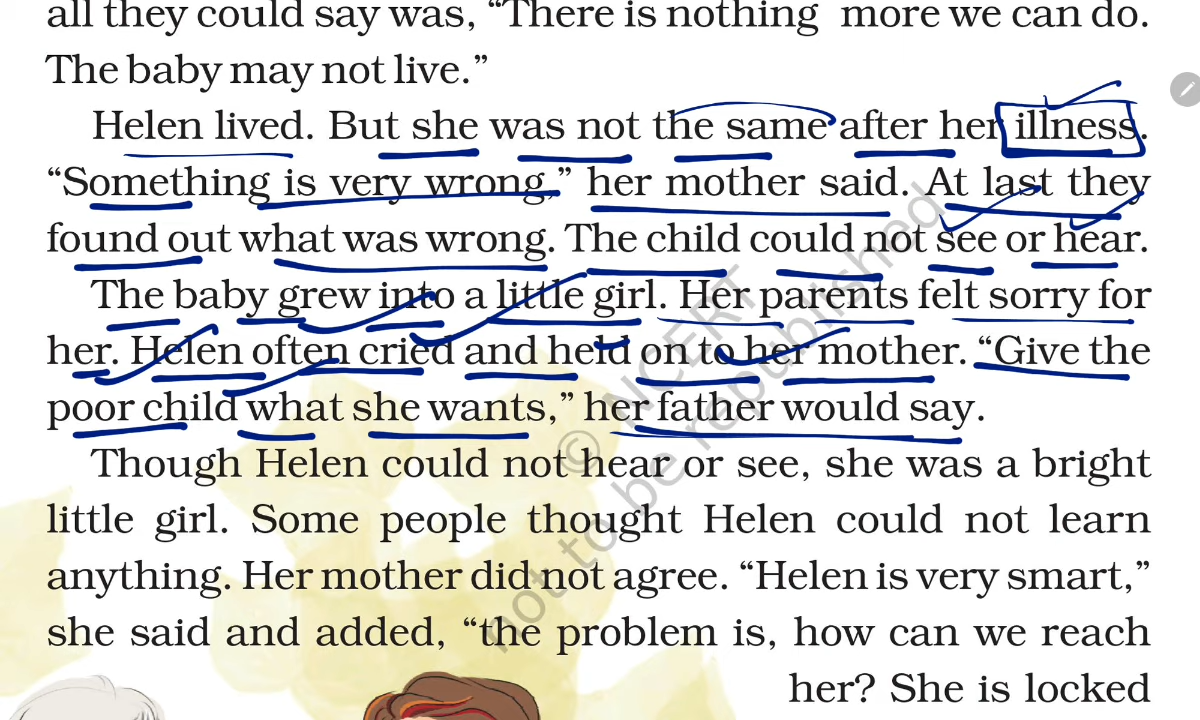 all they could say was, “There is nothing more we can do.
The baby may not live.”
Helen lived. But she was not the same after her illness.
“Something is very wrong,” her mother said. At last they
found out what was wrong. The child could not see or hear.
The baby grew into a little girl. Her parents felt sorry for
her. Helen often cried and held on to her mother. “Give the
poor child what she wants,” her father would say.
Though Helen could not hear or see, she was a bright
little girl. Some people thought Helen could not learn
anything. Her mother did not agree. “Helen is very smart,”
she said and added, “the problem is, how can we reach
her? She is locked
© NCERT
not to be republished